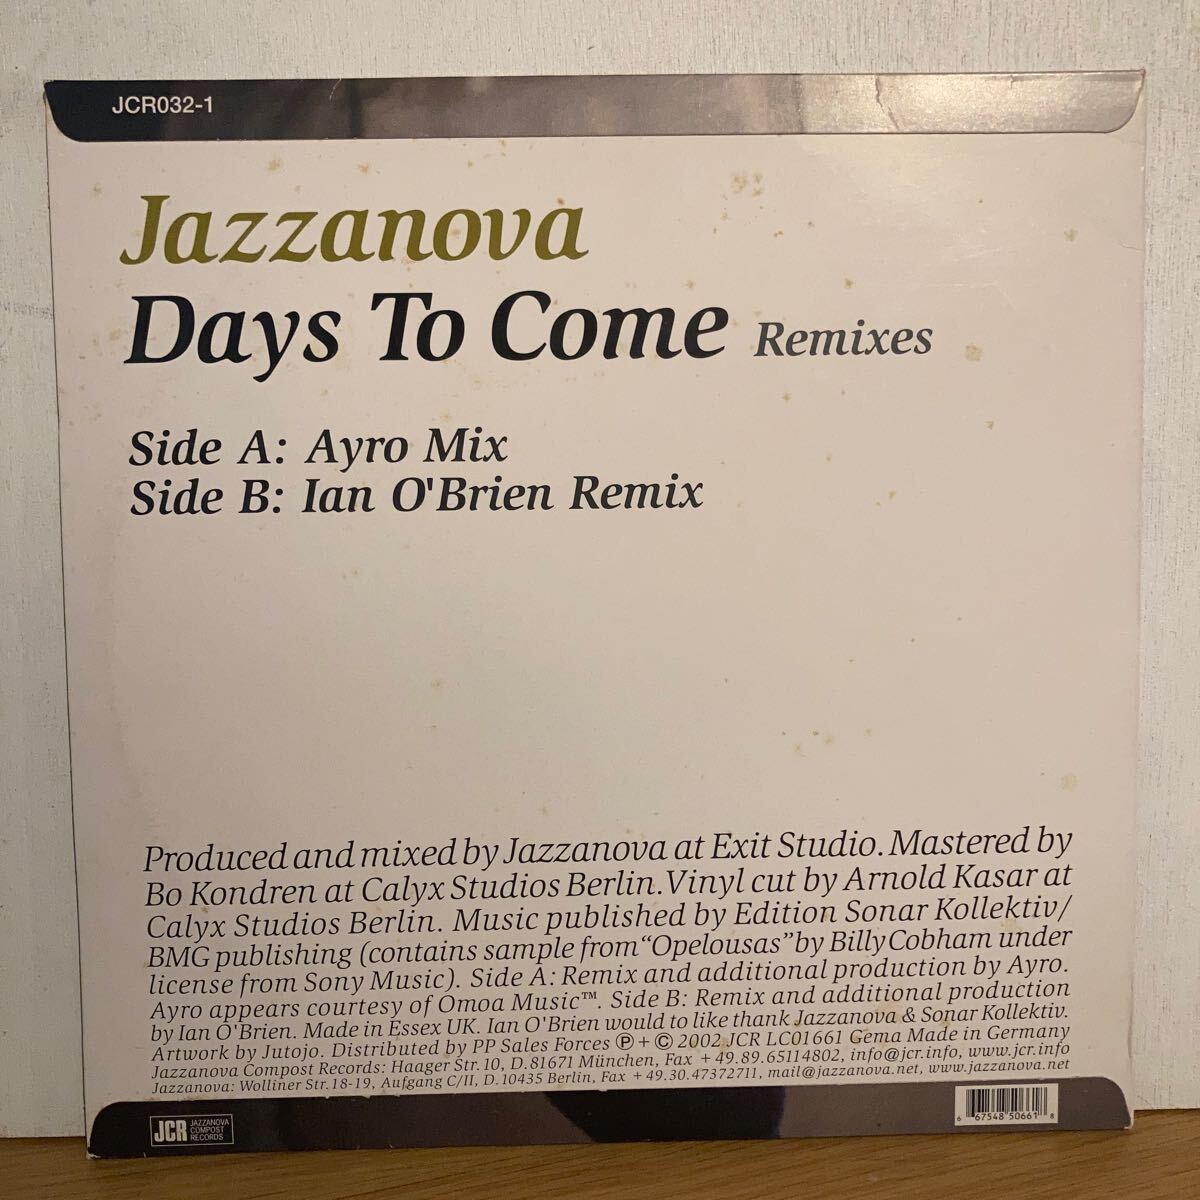 JCR032-1
Jazzanova
Days To Come Remixes
Side A: Ayro Mix
Side B: Ian O'Brien Remix
Produced and mixed by Jazzanova at Exit Studio. Mastered by
Bo Kondren at Calyx Studios Berlin. Vinyl cut by Arnold Kasar at
Calyx Studios Berlin. Music published by Edition Sonar Kollektiv/
BMG publishing (contains sample from “Opelousas” by Billy Cobham under
license from Sony Music). Side A: Remix and additional production by Ayro.
Ayro appears courtesy of Omoa Music™. Side B: Remix and additional production
by Ian O'Brien. Made in Essex UK. Ian O'Brien would to like thank Jazzanova & Sonar Kollektiv.
Artwork by Jutojo. Distributed by PP Sales Forces Ⓟ+© 2002 JCR LC01661 Gema Made in Germany
Jazzanova Compost Records: Haager Str. 10, D.81671 München, Fax +49.89.65114802, info@jcr.info, www.jcr.info
Jazzanova: Wolliner Str. 18-19, Aufgang C/II, D.10435 Berlin, Fax +49.30.47372711, mail@jazzanova.net, www.jazzanova.net
JCR JAZZANOVA
COMPOST
RECORDS
6 67548 50661 8